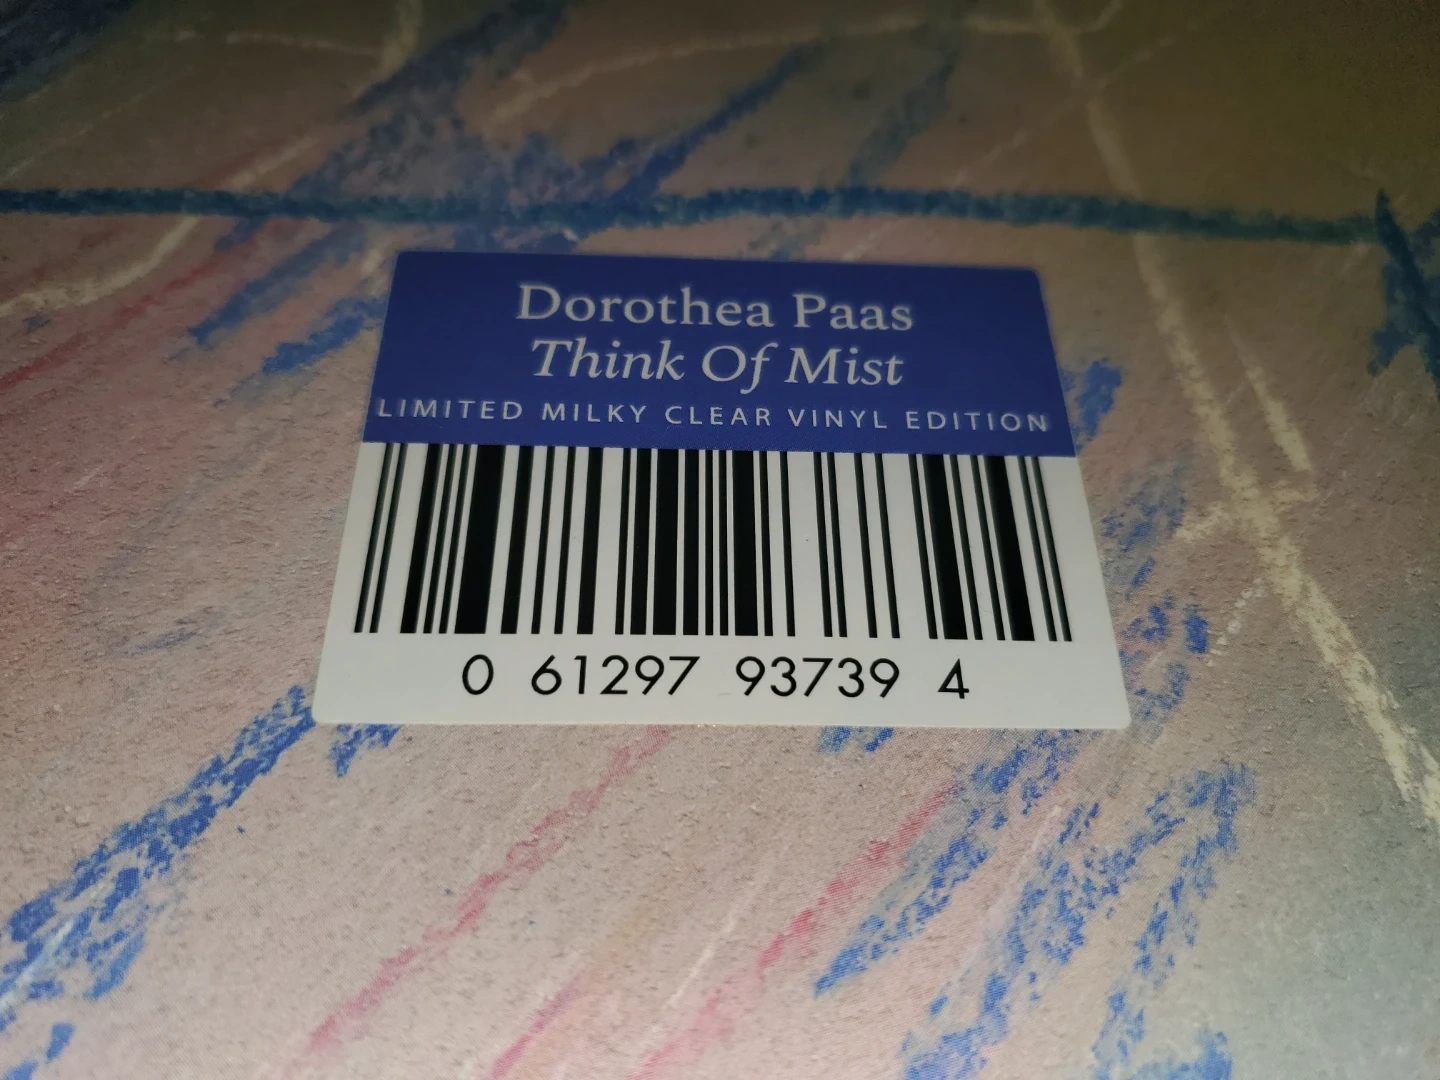 Dorothea Paas
Think Of Mist
LIMITED MILKY CLEAR VINYL EDITION
0 61297 93739 4